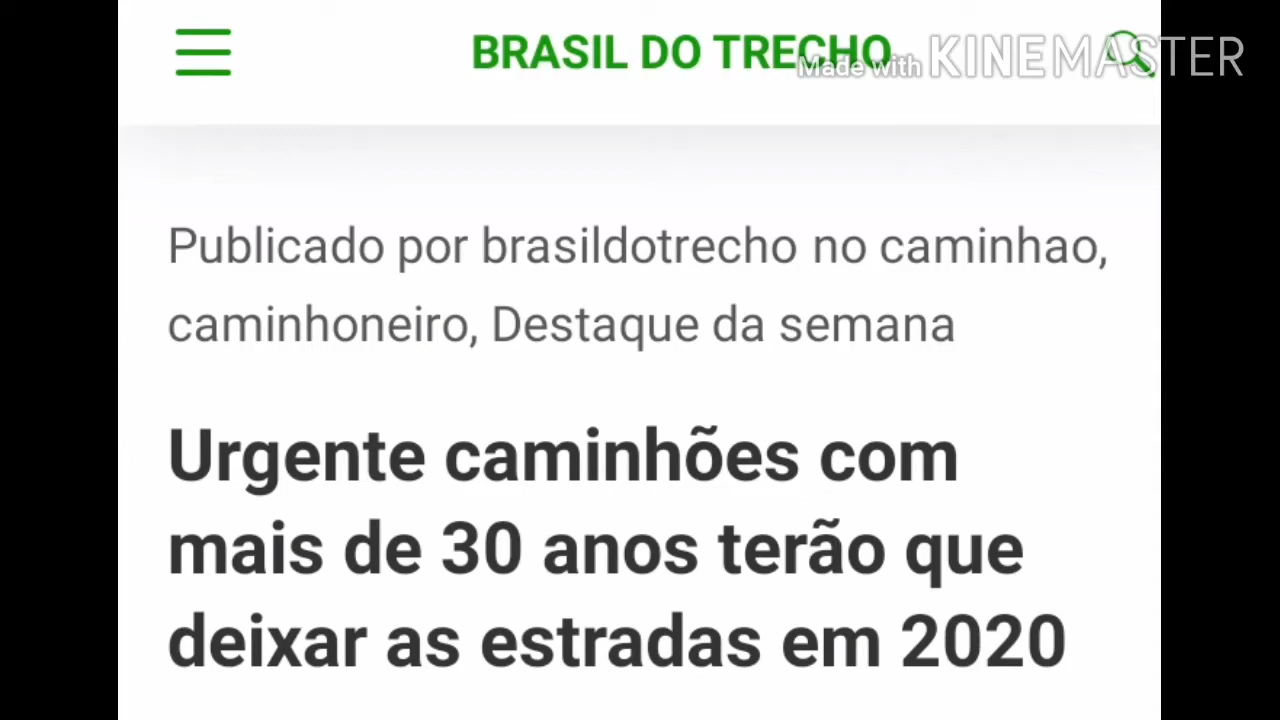 BRASIL DO TRECHO
Made with KINEMASTER
Publicado por brasildotrecho no caminhao,
caminhoneiro, Destaque da semana
Urgente caminhões com
mais de 30 anos terão que
deixar as estradas em 2020